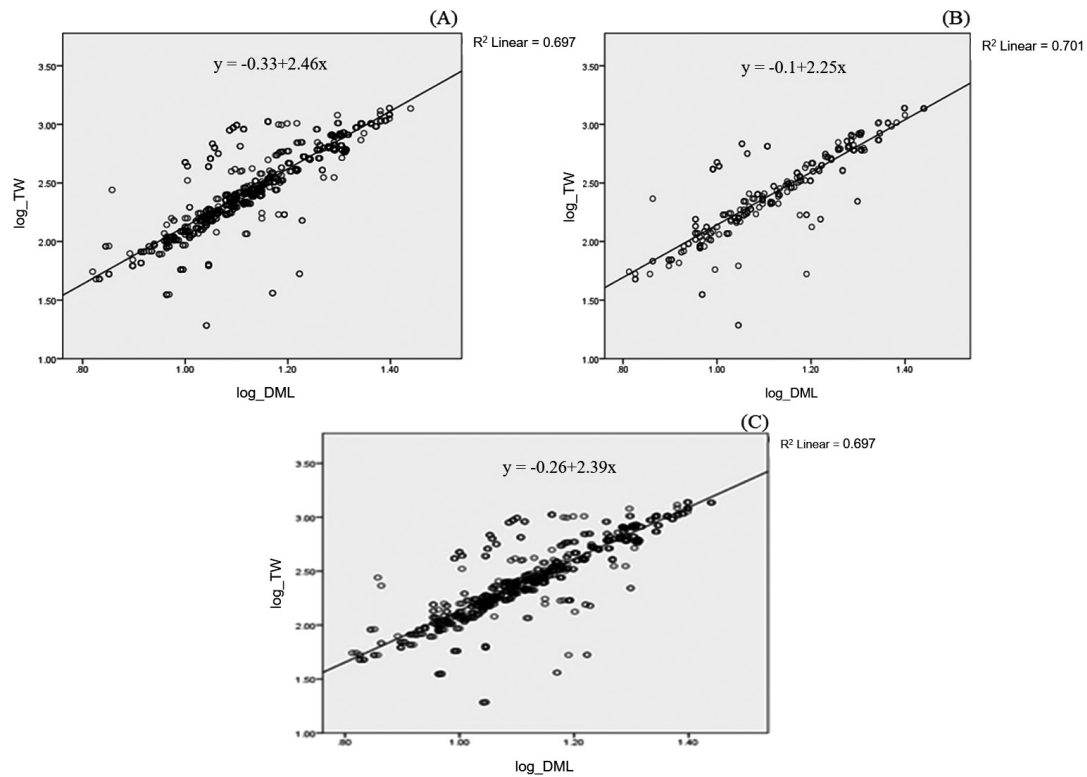 (A)
R² Linear = 0.697
y = -0.33+2.46x
3.50
3.00
2.50
2.00
1.50
1.00
log_TW
.80 1.00 1.20 1.40
log_DML
(B)
R² Linear = 0.701
y = -0.1+2.25x
3.50
3.00
2.50
2.00
1.50
1.00
log_TW
.80 1.00 1.20 1.40
log_DML
(C)
R² Linear = 0.697
y = -0.26+2.39x
3.50
3.00
2.50
2.00
1.50
1.00
log_TW
.80 1.00 1.20 1.40
log_DML